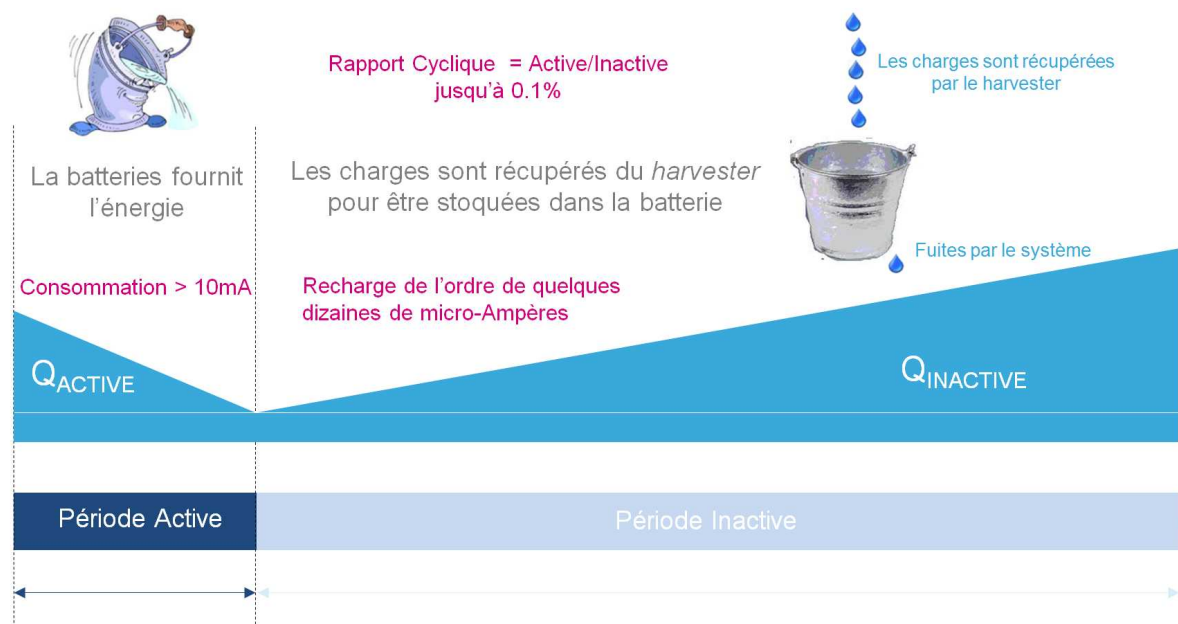 Rapport Cyclique = Active/Inactive
jusqu'à 0.1%
Les charges sont récupérées
par le harvester
La batteries fournit
l'énergie
Les charges sont récupérés du harvester
pour être stoquées dans la batterie
Fuites par le système
Consommation > 10mA
Recharge de l'ordre de quelques
dizaines de micro-Ampères
QACTIVE
QINACTIVE
Période Active
Période Inactive